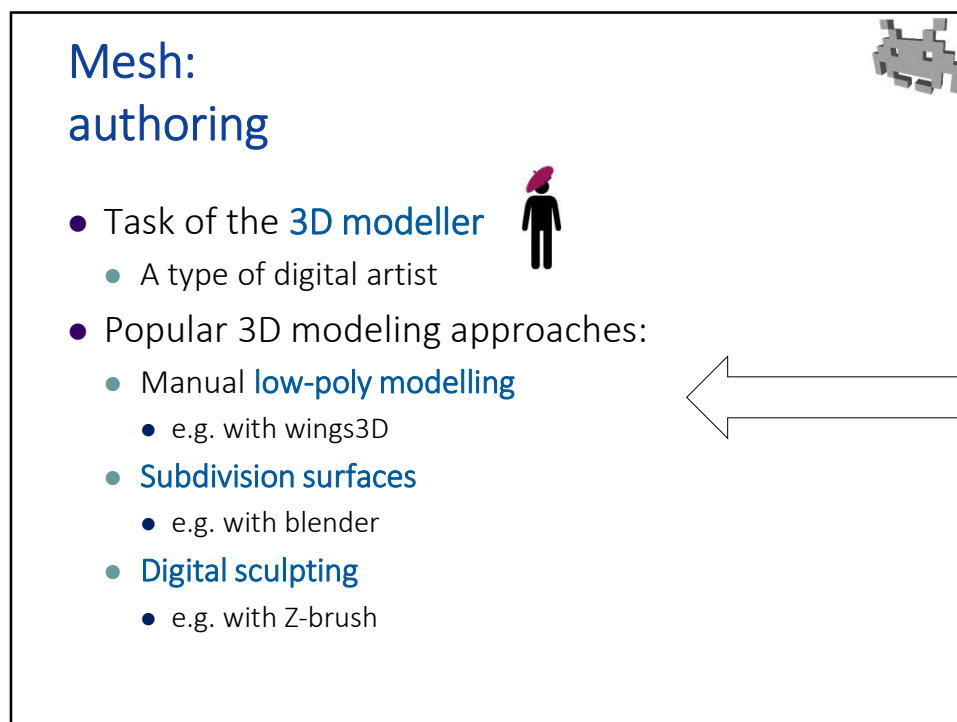 Mesh:
authoring
Task of the 3D modeller
A type of digital artist
Popular 3D modeling approaches:
Manual low-poly modelling
e.g. with wings3D
Subdivision surfaces
e.g. with blender
Digital sculpting
e.g. with Z-brush